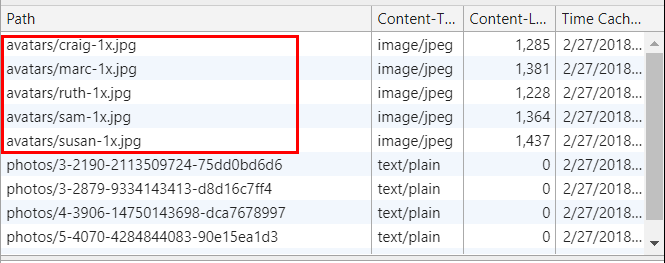 Path Content-T... Content-L... Time Cach...
avatars/craig-1x.jpg image/jpeg 1,285 2/27/2018...
avatars/marc-1x.jpg image/jpeg 1,381 2/27/2018...
avatars/ruth-1x.jpg image/jpeg 1,228 2/27/2018...
avatars/sam-1x.jpg image/jpeg 1,364 2/27/2018...
avatars/susan-1x.jpg image/jpeg 1,437 2/27/2018...
photos/3-2190-2113509724-75dd0bd6d6 text/plain 0 2/27/2018...
photos/3-2879-9334143413-d8d16c7ff4 text/plain 0 2/27/2018...
photos/4-3906-14750143698-dca7678997 text/plain 0 2/27/2018...
photos/5-4070-4284844083-90e15ea1d3 text/plain 0 2/27/2018...